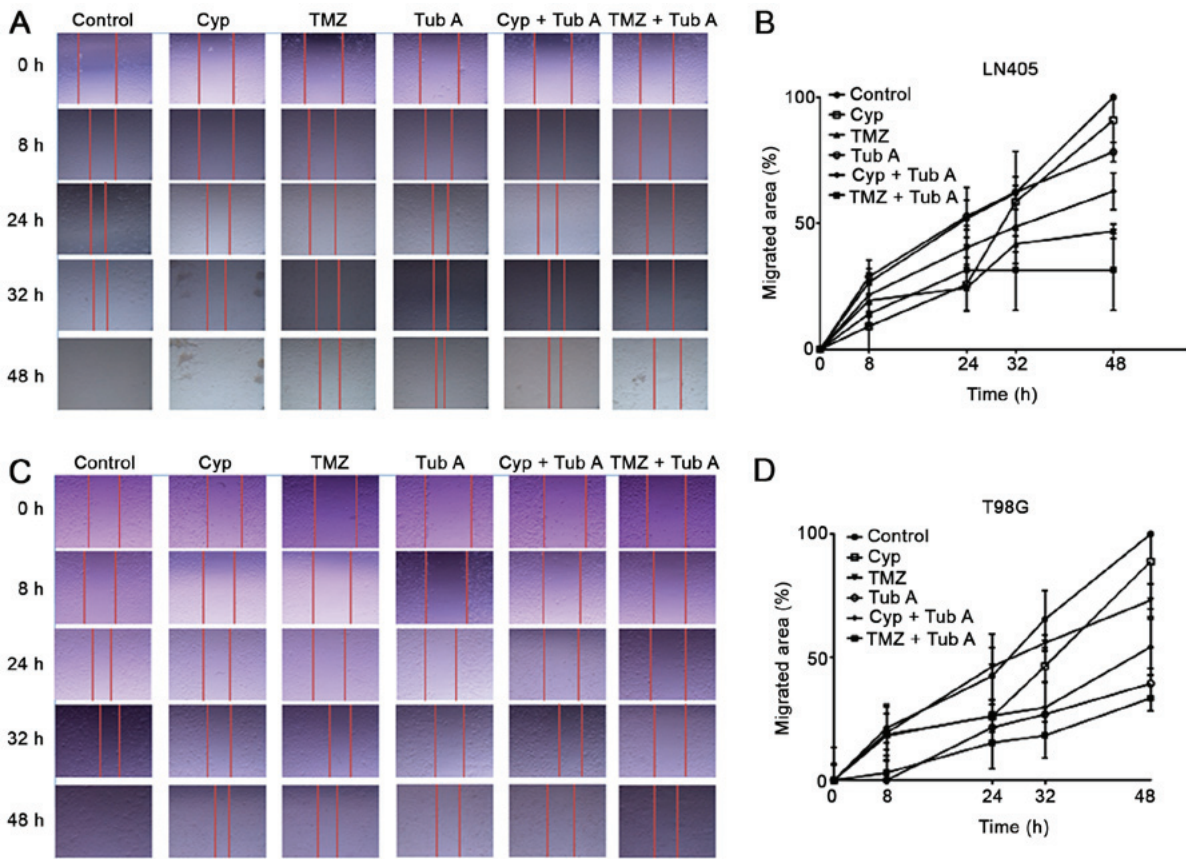 A
Control Cyp TMZ Tub A Cyp + Tub A TMZ + Tub A
0 h
8 h
24 h
32 h
48 h
B
LN405
Control
Cyp
TMZ
Tub A
Cyp + Tub A
TMZ + Tub A
Migrated area (%)
100
50
0
0 8 24 32 48
Time (h)
C
Control Cyp TMZ Tub A Cyp + Tub A TMZ + Tub A
0 h
8 h
24 h
32 h
48 h
D
T98G
Control
Cyp
TMZ
Tub A
Cyp + Tub A
TMZ + Tub A
Migrated area (%)
100
50
0
0 8 24 32 48
Time (h)